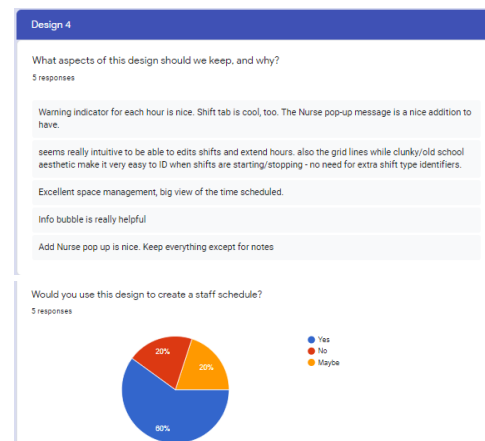 Design 4
What aspects of this design should we keep, and why?
5 responses
Warning indicator for each hour is nice. Shift tab is cool, too. The Nurse pop-up message is a nice addition to
have.
seems really intuitive to be able to edits shifts and extend hours. also the grid lines while clunky/old school
aesthetic make it very easy to ID when shifts are starting/stopping - no need for extra shift type identifiers.
Excellent space management, big view of the time scheduled.
Info bubble is really helpful
Add Nurse pop up is nice. Keep everything except for notes
Would you use this design to create a staff schedule?
5 responses
Yes
No
Maybe
20%
20%
60%